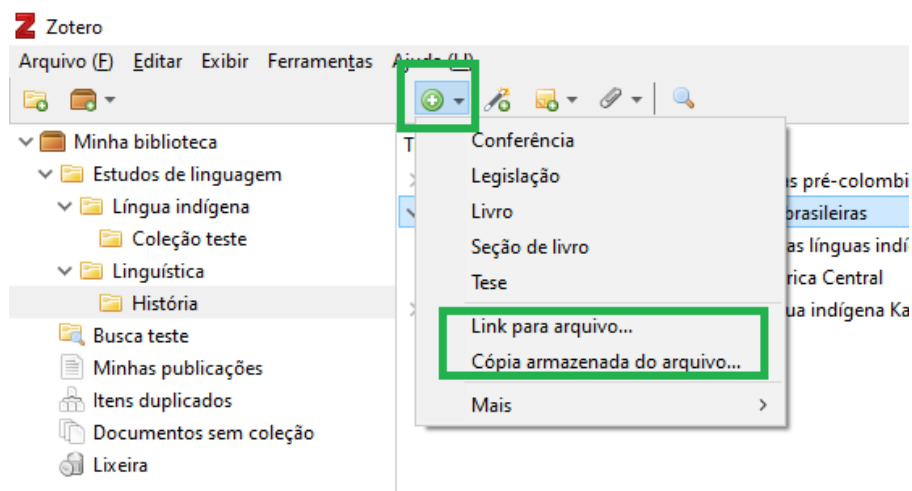 Zotero
Arquivo (F) Editar Exibir Ferramentas Ajuda (U)
Minha biblioteca
Estudos de linguagem
Língua indígena
Coleção teste
Linguística
História
Busca teste
Minhas publicações
Itens duplicados
Documentos sem coleção
Lixeira
T
Conferência
Legislação
Livro
Seção de livro
Tese
Link para arquivo...
Cópia armazenada do arquivo...
Mais
as pré-colombi
brasileiras
as línguas indí
rica Central
ua indígena Ka